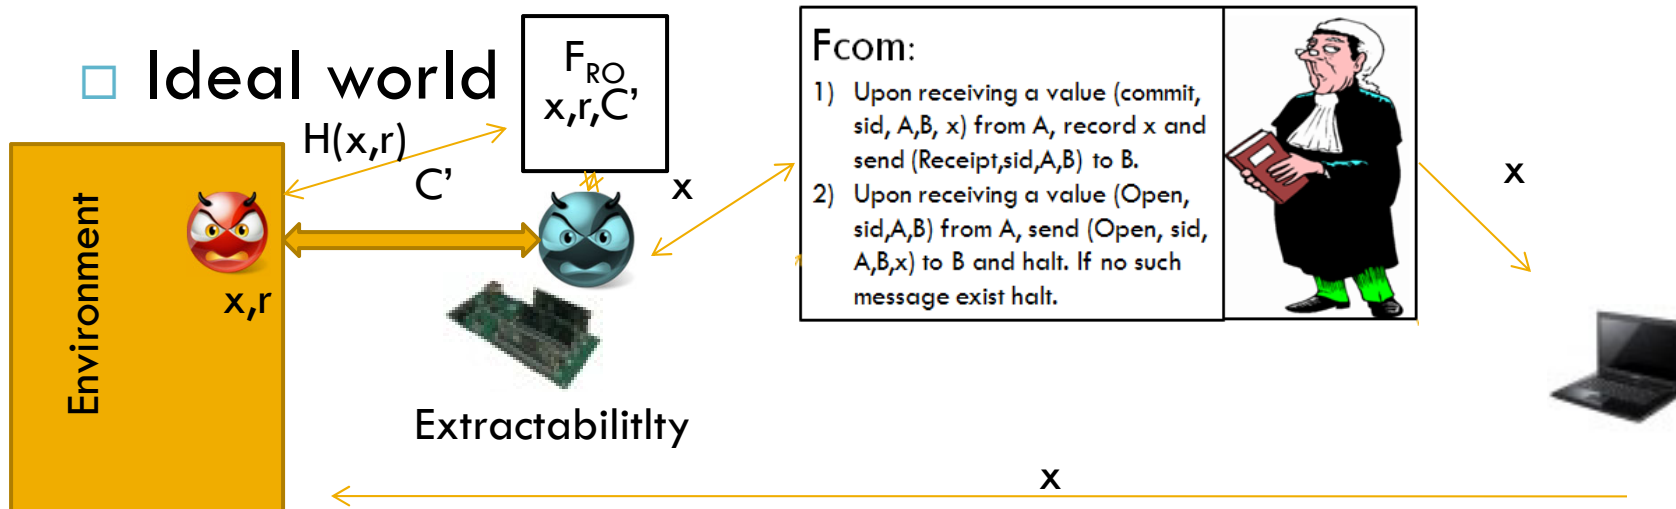 Ideal world
F_RO
x,r,C’
H(x,r)
C’
x
Environment
x,r
Extractabilitlty
Fcom:
1) Upon receiving a value (commit,
sid, A,B, x) from A, record x and
send (Receipt,sid,A,B) to B.
2) Upon receiving a value (Open,
sid,A,B) from A, send (Open, sid,
A,B,x) to B and halt. If no such
message exist halt.
x
x